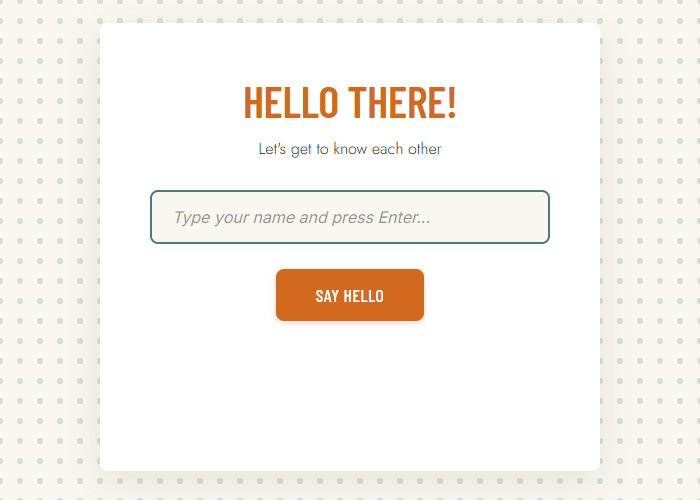 HELLO THERE!
Let's get to know each other
Type your name and press Enter...
SAY HELLO